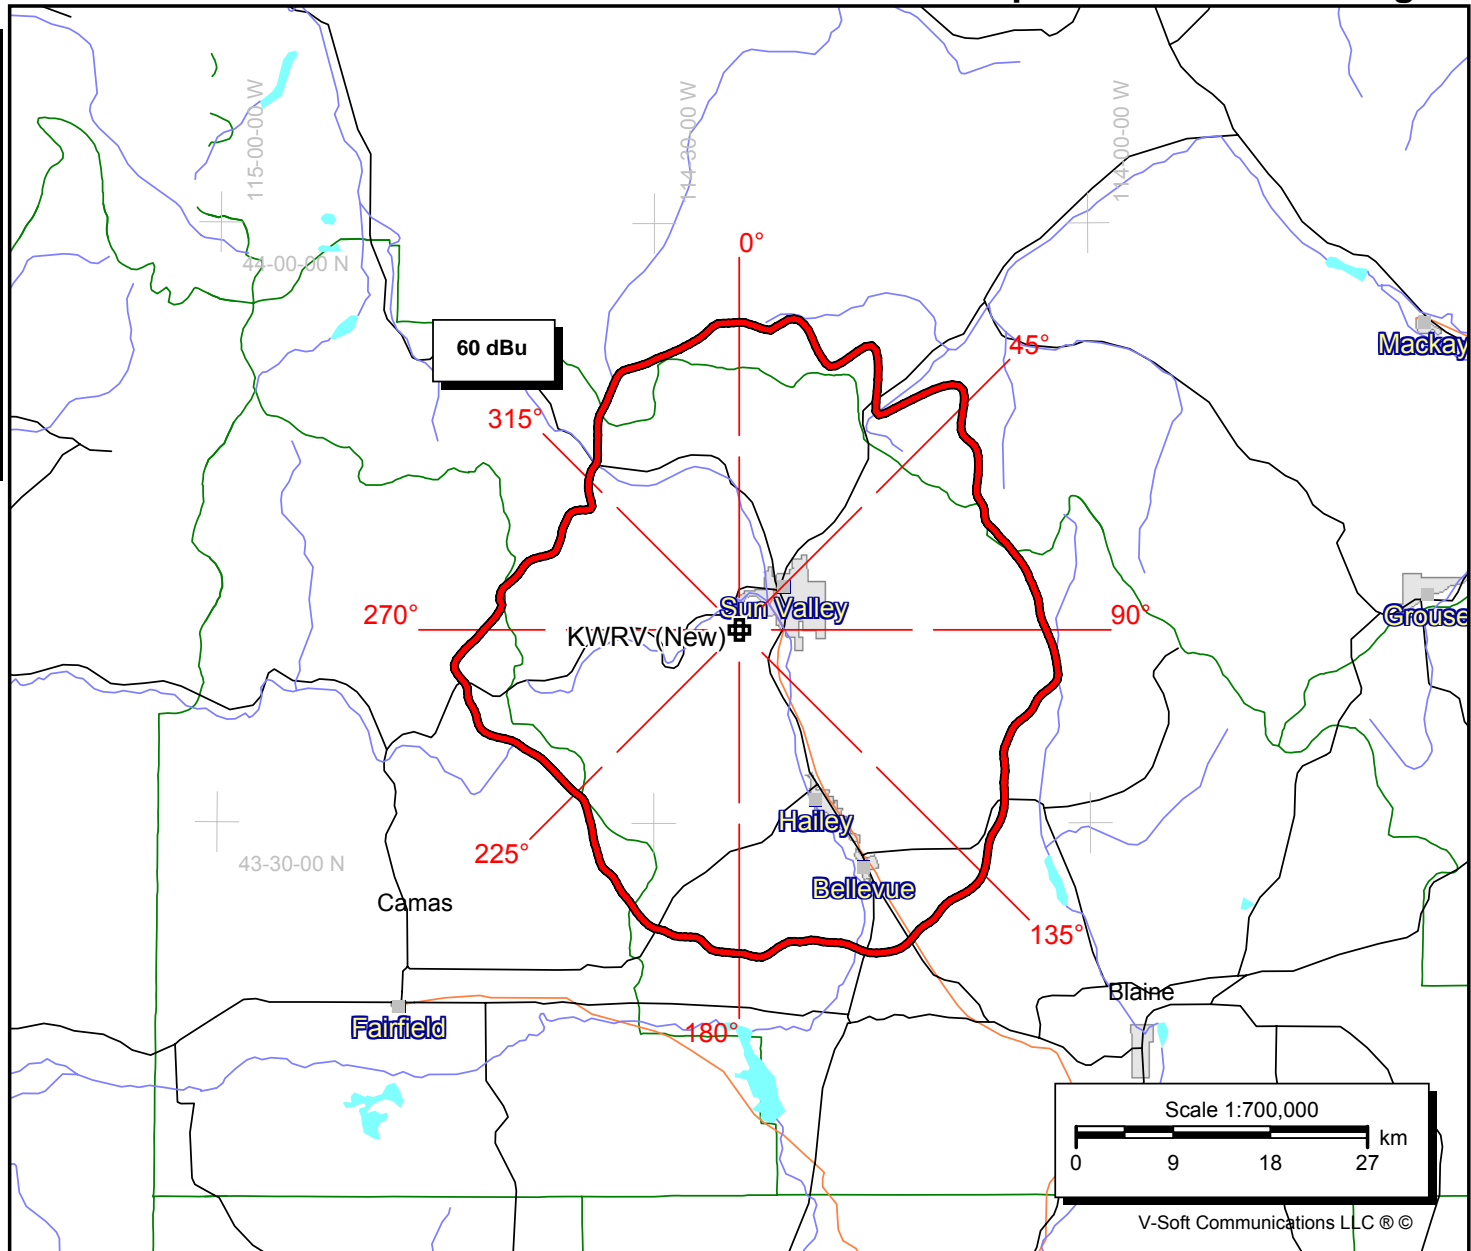 115-00-00 W
114-30-00 W
114-00-00 W
0°
44-00-00 N
Mackay
60 dBu
45°
315°
Sun Valley
270°
90°
Grouse
KWRV (New)
Hailey
225°
43-30-00 N
Bellevue
Camas
135°
Blaine
Fairfield
180°
Scale 1:700,000
km
0 9 18 27
V-Soft Communications LLC ® ©